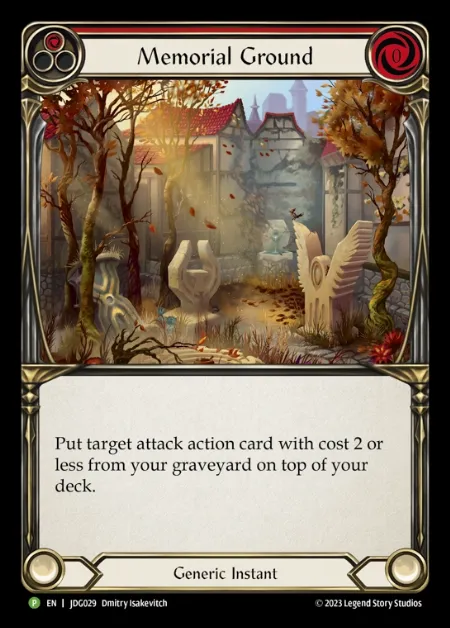 Memorial Ground
0
Put target attack action card with cost 2 or
less from your graveyard on top of your
deck.
Generic Instant
P EN | JDG029 Dmitry Isakevitch
© 2023 Legend Story Studios